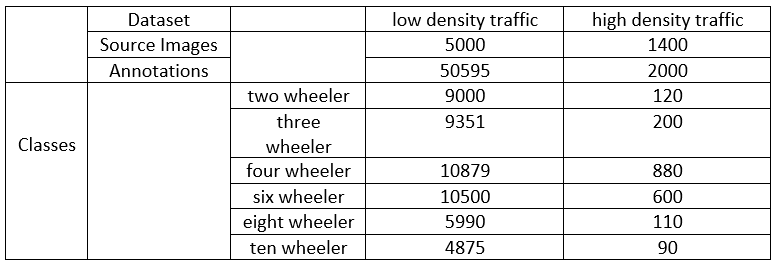 Dataset low density traffic high density traffic
Source Images 5000 1400
Annotations 50595 2000
Classes
two wheeler 9000 120
three
wheeler 9351 200
four wheeler 10879 880
six wheeler 10500 600
eight wheeler 5990 110
ten wheeler 4875 90